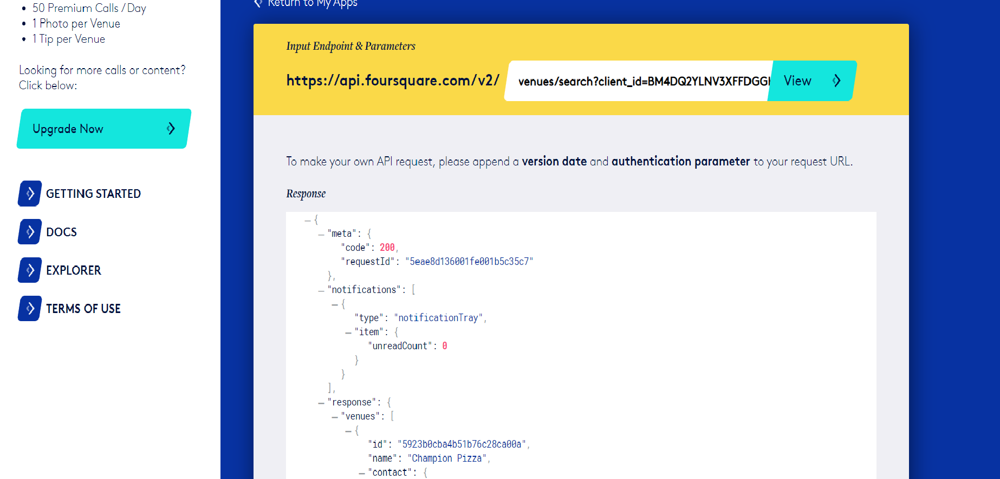 50 Premium Calls / Day
1 Photo per Venue
1 Tip per Venue
Looking for more calls or content?
Click below:
Upgrade Now
GETTING STARTED
DOCS
EXPLORER
TERMS OF USE
Return to My Apps
Input Endpoint & Parameters
https://api.foursquare.com/v2/ venues/search?client_id=BM4DQ2YLNV3XFFDGG View
To make your own API request, please append a version date and authentication parameter to your request URL.
Response
{
"meta": {
"code": 200,
"requestId": "5eae8d136001fe001b5c35c7"
},
"notifications": [
{
"type": "notificationTray",
"item": {
"unreadCount": 0
}
}
],
"response": {
"venues": [
{
"id": "5923b0cba4b51b76c28ca00a",
"name": "Champion Pizza",
"contact": {